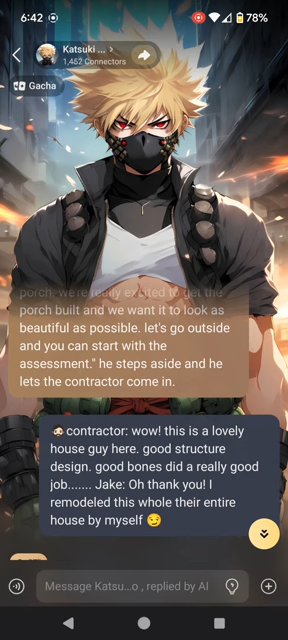 6:42
78%
Katsuki ... >
1,452 Connectors
Gacha
porch, we're really excited to get the
porch built and we want it to look as
beautiful as possible. let's go outside
and you can start with the
assessment." he steps aside and he
lets the contractor come in.
🧔🏻contractor: wow! this is a lovely
house guy here. good structure
design. good bones did a really good
job....... Jake: Oh thank you! I
remodeled this whole their entire
house by myself 😏
Message Katsu...o , replied by AI